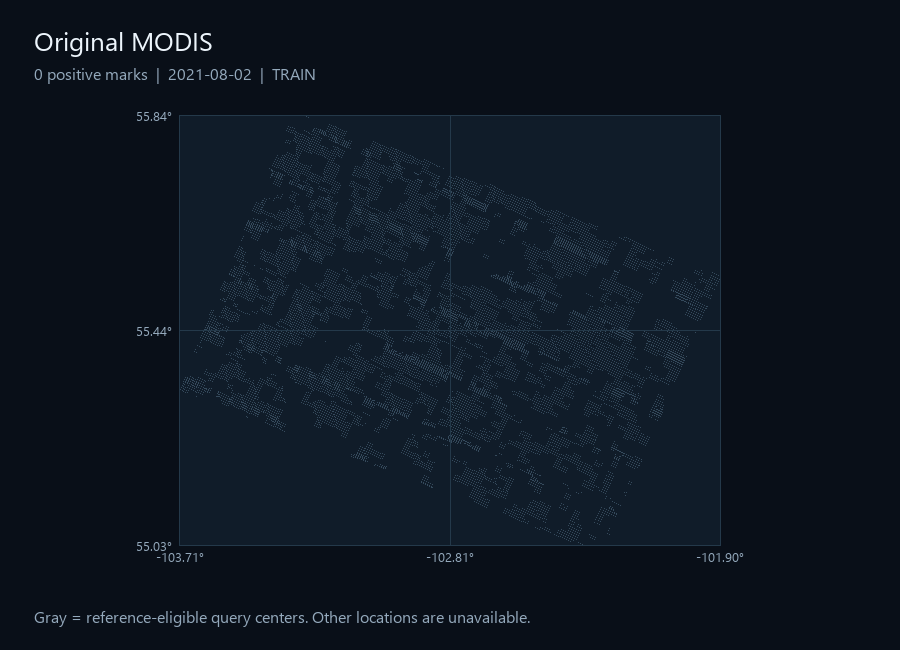 Original MODIS
0 positive marks | 2021-08-02 | TRAIN
55.84°
55.44°
55.03°
-103.71°
-102.81°
-101.90°
Gray = reference-eligible query centers. Other locations are unavailable.